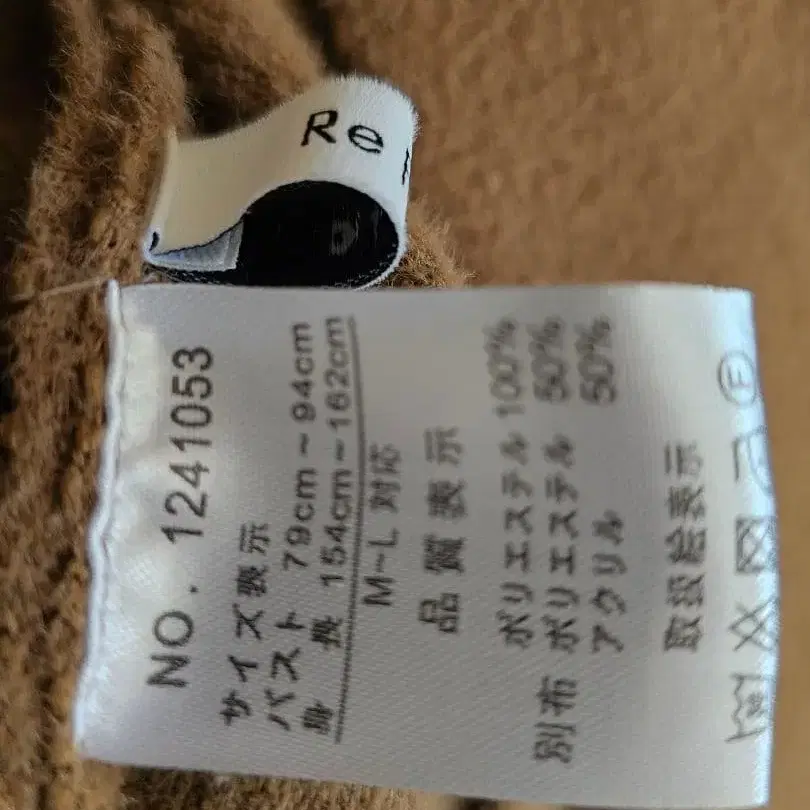 Re
NO. 1241053
サイズ表示
バスト 79cm~94cm
身 長 154cm~162cm
M~L 対応
品質表示
ポリエステル 100%
別布 ポリエステル 50%
アクリル 50%
取扱絵表示
F